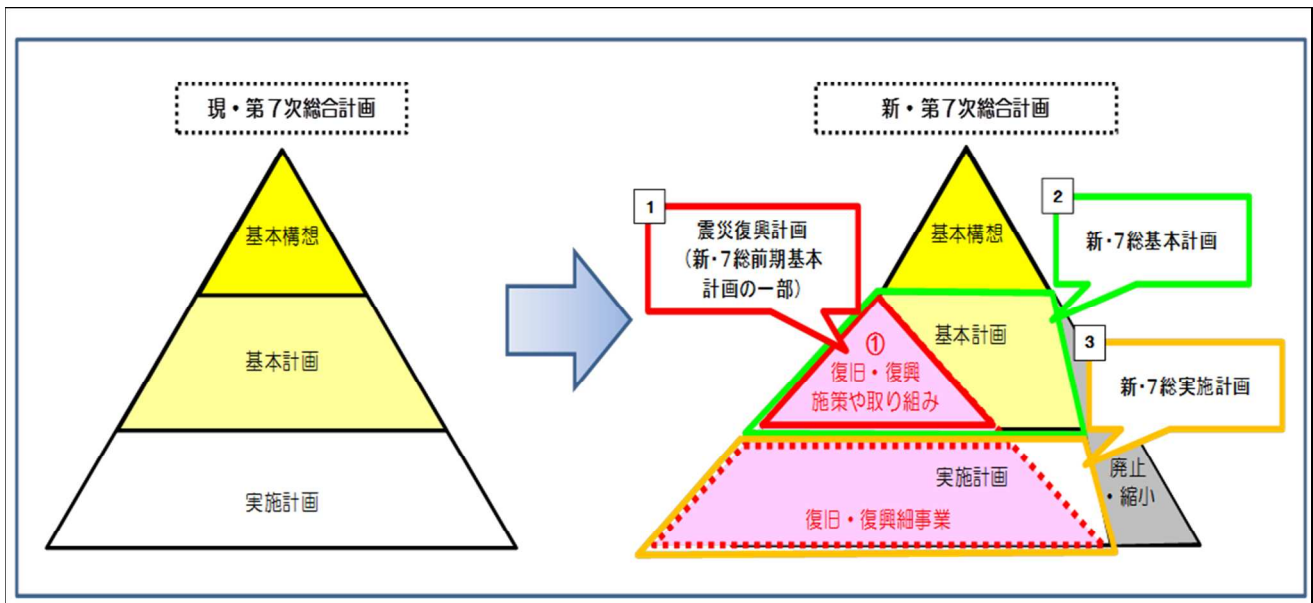 現・第７次総合計画
基本構想
基本計画
実施計画
新・第７次総合計画
1
震災復興計画
(新・７総前期基本
計画の一部)
基本構想
2
新・７総基本計画
①
復旧・復興
施策や取り組み
基本計画
3
新・７総実施計画
実施計画
復旧・復興細事業
廃止
・縮小